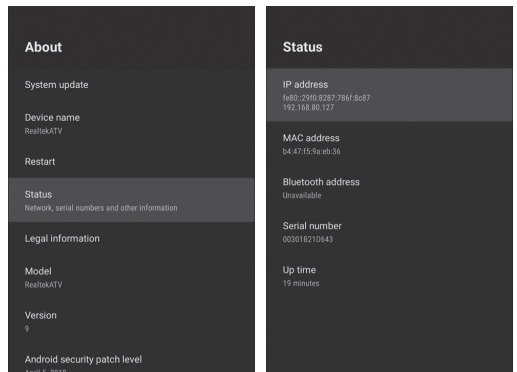 About
System update
Device name
RealtekATV
Restart
Status
Network, serial numbers and other information
Legal information
Model
RealtekATV
Version
9
Android security patch level
Status
IP address
fe80::29f0:8287:786f:8c87
192.168.80.127
MAC address
b4:47:f5:9a:eb:36
Bluetooth address
Unavailable
Serial number
00301B21D643
Up time
19 minutes